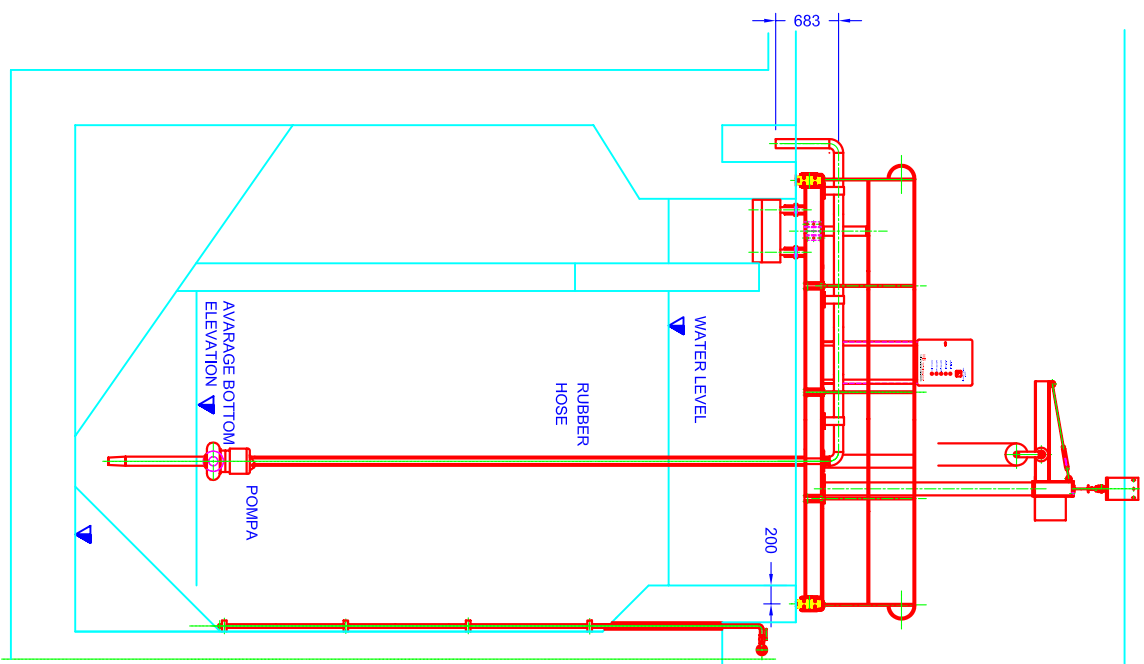 683
WATER LEVEL
AVARAGE BOTTOM
ELEVATION
RUBBER
HOSE
POMPA
200